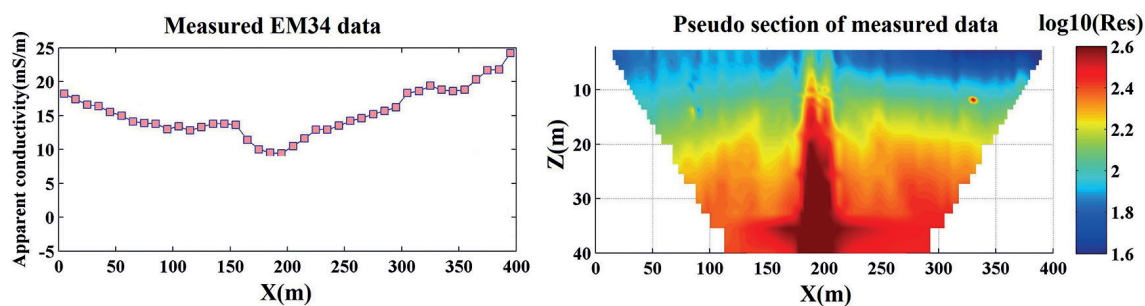 Measured EM34 data
Apparent conductivity(mS/m)
25
20
15
10
5
0
-5
0 50 100 150 200 250 300 350 400
X(m)
Pseudo section of measured data
Z(m)
10
20
30
40
0 50 100 150 200 250 300 350 400
X(m)
log10(Res)
2.6
2.4
2.2
2
1.8
1.6